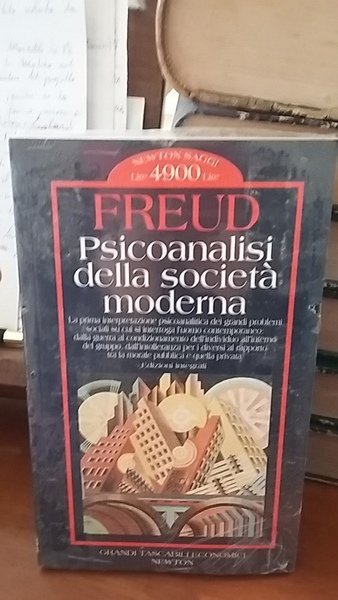 NEWTON SAGGI
Lire 4900 Lire
FREUD
Psicoanalisi
della società
moderna
La prima interpretazione psicoanalitica dei grandi problemi
sociali su cui si interroga l'uomo contemporaneo:
dalla guerra al condizionamento dell'individuo all'interno
del gruppo, dall'intolleranza per i diversi al rapporto
tra la morale pubblica e quella privata
Edizioni integrali
GRANDI TASCABILI ECONOMICI
NEWTON